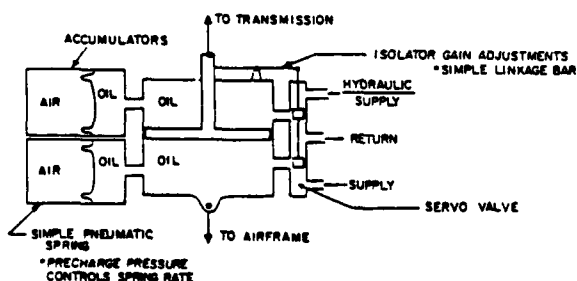 TO TRANSMISSION
ACCUMULATORS
ISOLATOR GAIN ADJUSTMENTS
*SIMPLE LINKAGE BAR
HYDRAULIC
SUPPLY
AIR
OIL
OIL
RETURN
AIR
OIL
OIL
SUPPLY
SERVO VALVE
SIMPLE PNEUMATIC
SPRING
TO AIRFRAME
*PRECHARGE PRESSURE
CONTROLS SPRING RATE